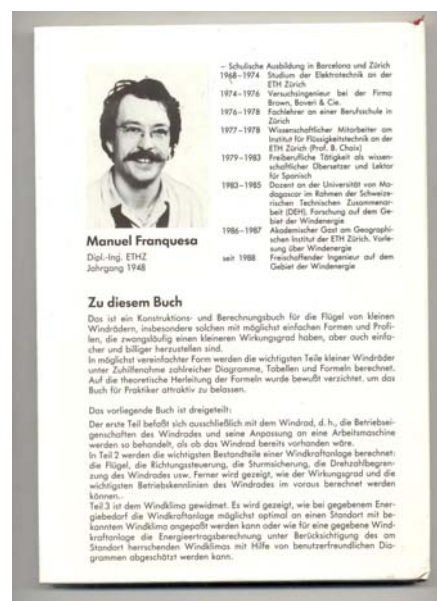 – Schulische Ausbildung in Barcelona und Zürich
1968–1974 Studium der Elektrotechnik an der
ETH Zürich
1974–1976 Versuchsingenieur bei der Firma
Brown, Boveri & Cie.
1976–1978 Fachlehrer an einer Berufsschule in
Zürich
1977–1978 Wissenschaftlicher Mitarbeiter am
Institut für Flüssigkeitstechnik an der
ETH Zürich (Prof. B. Chaix)
1979–1983 Freiberufliche Tätigkeit als wissen-
schaftlicher Übersetzer und Lektor
für Spanisch
1983–1985 Dozent an der Universität von Ma-
dagascar im Rahmen der Schweize-
rischen Technischen Zusammenar-
beit (DEH). Forschung auf dem Ge-
biet der Windenergie
1986–1987 Akademischer Gast am Geographi-
schen Institut der ETH Zürich. Vorle-
sung über Windenergie
seit 1988 Freischaffender Ingenieur auf dem
Gebiet der Windenergie
Manuel Franquesa
Dipl.-Ing. ETHZ
Jahrgang 1948
Zu diesem Buch
Das ist ein Konstruktions- und Berechnungsbuch für die Flügel von kleinen
Windrädern, insbesondere solchen mit möglichst einfachen Formen und Profi-
len, die zwangsläufig einen kleineren Wirkungsgrad haben, aber auch einfa-
cher und billiger herzustellen sind.
In möglichst vereinfachter Form werden die wichtigsten Teile kleiner Windräder
unter Zuhilfenahme zahlreicher Diagramme, Tabellen und Formeln berechnet.
Auf die theoretische Herleitung der Formeln wurde bewußt verzichtet, um das
Buch für Praktiker attraktiv zu belassen.
Das vorliegende Buch ist dreigeteilt:
Der erste Teil befaßt sich ausschließlich mit dem Windrad, d. h., die Betriebsei-
genschaften des Windrades und seine Anpassung an eine Arbeitsmaschine
werden so behandelt, als ob das Windrad bereits vorhanden wäre.
In Teil 2 werden die wichtigsten Bestandteile einer Windkraftanlage berechnet:
die Flügel, die Richtungssteuerung, die Sturmsicherung, die Drehzahlbegren-
zung des Windrades usw. Ferner wird gezeigt, wie der Wirkungsgrad und die
wichtigsten Betriebskennlinien des Windrades im voraus berechnet werden
können..
Teil 3 ist dem Windklima gewidmet. Es wird gezeigt, wie bei gegebenem Ener-
giebedarf die Windkraftanlage möglichst optimal an einen Standort mit be-
kanntem Windklima angepaßt werden kann oder wie für eine gegebene Wind-
kraftanlage die Energieertragsberechnung unter Berücksichtigung des am
Standort herrschenden Windklimas mit Hilfe von benutzerfreundlichen Dia-
grammen abgeschätzt werden kann.